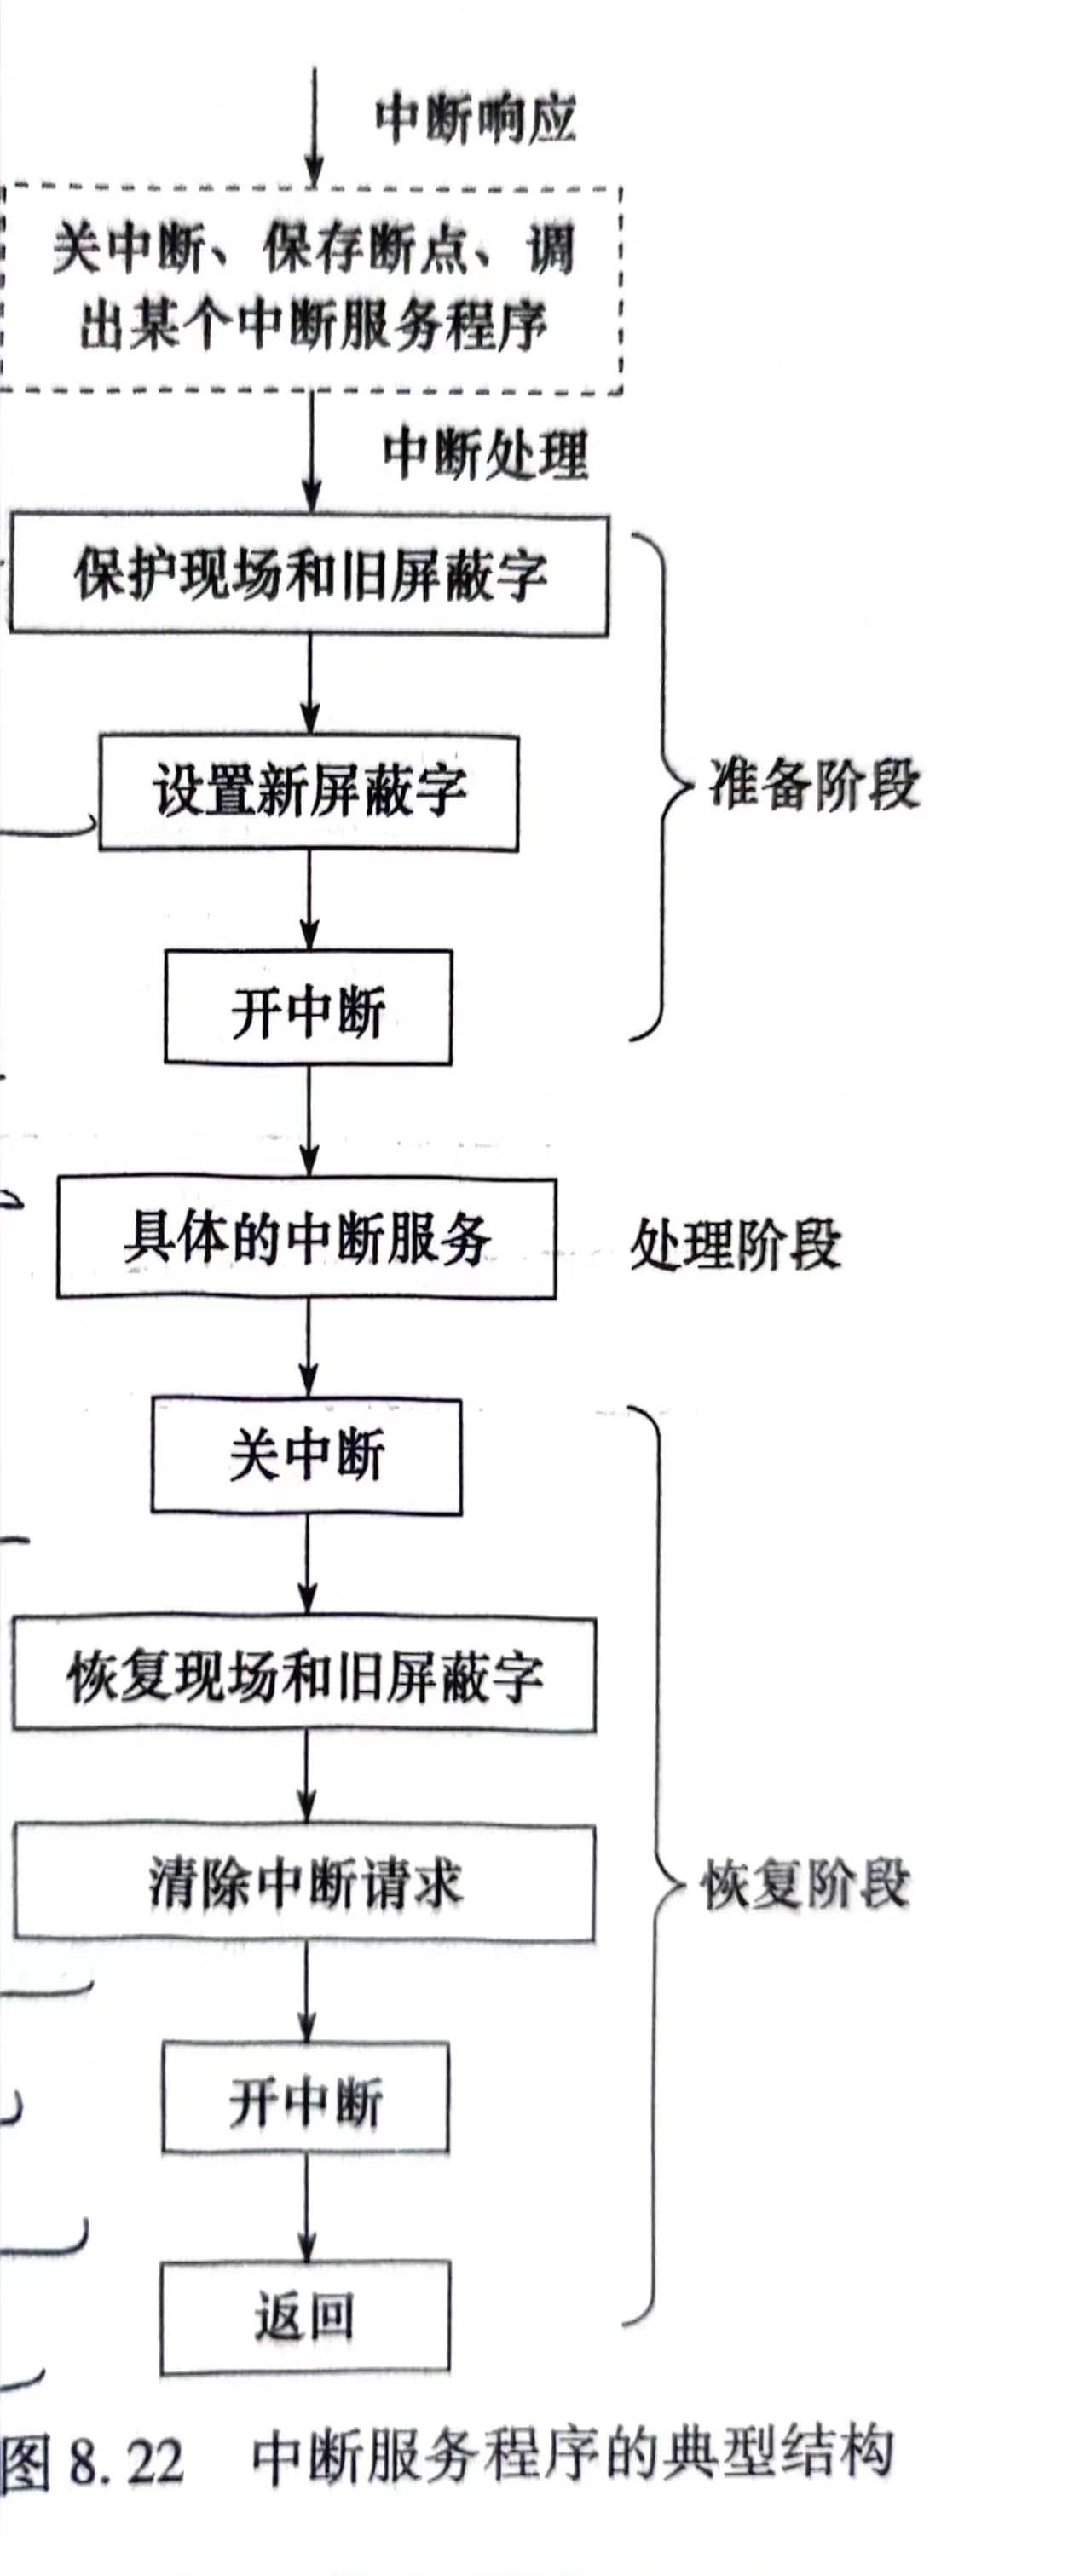 中断响应
关中断、保存断点、调
出某个中断服务程序
中断处理
保护现场和旧屏蔽字
设置新屏蔽字
准备阶段
开中断
具体的中断服务
处理阶段
关中断
恢复现场和旧屏蔽字
清除中断请求
恢复阶段
开中断
返回
图 8.22 中断服务程序的典型结构